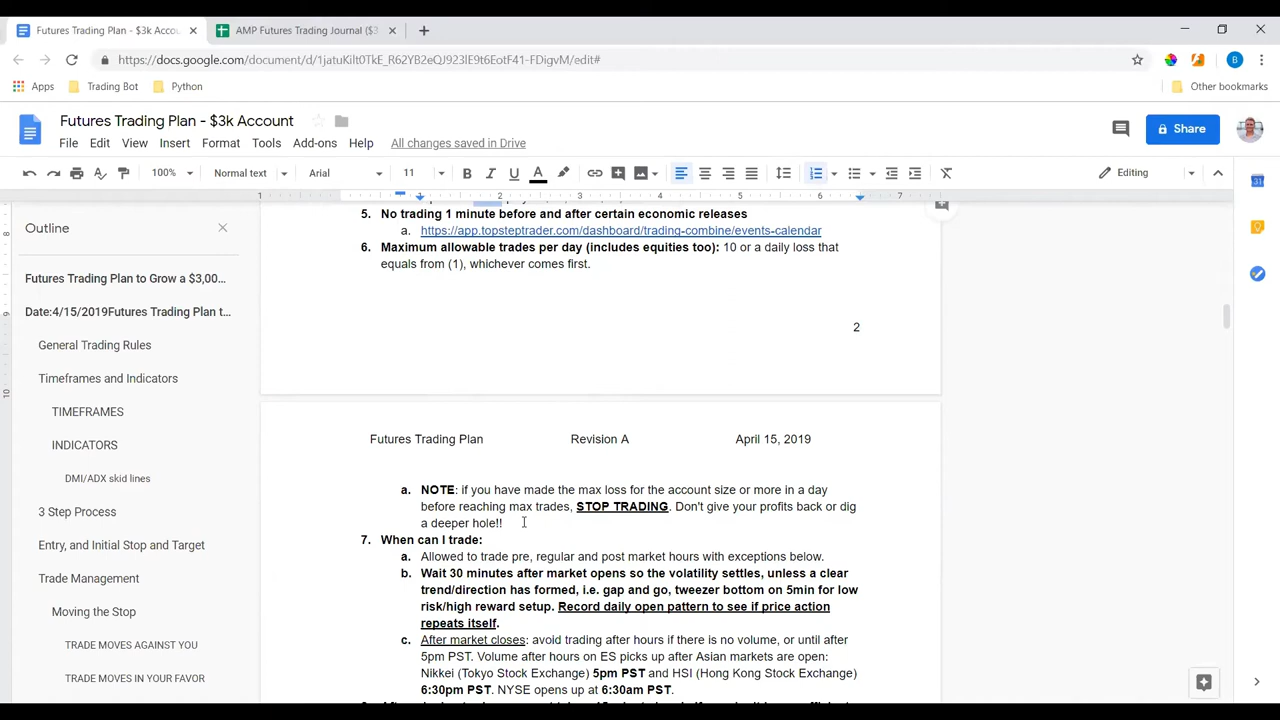 Futures Trading Plan - $3k Accou
AMP Futures Trading Journal ($3
https://docs.google.com/document/d/1jatuKilt0TkE_R62YB2eQJ923lJ9t6EotF41-FDigvM/edit#
Apps
Trading Bot
Python
Other bookmarks
Futures Trading Plan - $3k Account
File Edit View Insert Format Tools Add-ons Help All changes saved in Drive
Share
100% Normal text Arial 11 Editing
1 1 2 3 4 5 6 7
Outline
Futures Trading Plan to Grow a $3,00...
Date:4/15/2019Futures Trading Plan t...
General Trading Rules
Timeframes and Indicators
TIMEFRAMES
INDICATORS
DMI/ADX skid lines
3 Step Process
Entry, and Initial Stop and Target
Trade Management
Moving the Stop
TRADE MOVES AGAINST YOU
TRADE MOVES IN YOUR FAVOR
8
9
10
5. No trading 1 minute before and after certain economic releases
a. https://app.topsteptrader.com/dashboard/trading-combine/events-calendar
6. Maximum allowable trades per day (includes equities too): 10 or a daily loss that
equals from (1), whichever comes first.
2
Futures Trading Plan Revision A April 15, 2019
a. NOTE: if you have made the max loss for the account size or more in a day
before reaching max trades, STOP TRADING. Don't give your profits back or dig
a deeper hole!!
7. When can I trade:
a. Allowed to trade pre, regular and post market hours with exceptions below.
b. Wait 30 minutes after market opens so the volatility settles, unless a clear
trend/direction has formed, i.e. gap and go, tweezer bottom on 5min for low
risk/high reward setup. Record daily open pattern to see if price action
repeats itself.
c. After market closes: avoid trading after hours if there is no volume, or until after
5pm PST. Volume after hours on ES picks up after Asian markets are open:
Nikkei (Tokyo Stock Exchange) 5pm PST and HSI (Hong Kong Stock Exchange)
6:30pm PST. NYSE opens up at 6:30am PST.